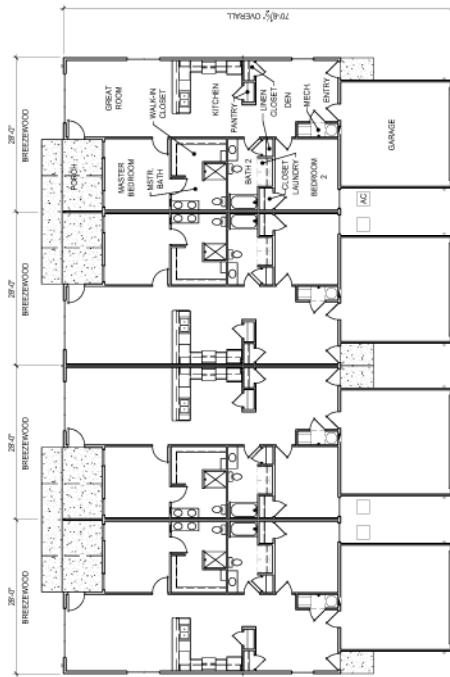 70'-8½" OVERALL
28'-0"
BREEZEWOOD
28'-0"
BREEZEWOOD
28'-0"
BREEZEWOOD
28'-0"
BREEZEWOOD
GREAT
ROOM
WALK-IN
CLOSET
KITCHEN
PANTRY
LINEN
CLOSET
DEN
MECH.
ENTRY
GARAGE
PORCH
MASTER
BEDROOM
MSTR.
BATH
BATH 2
CLOSET
LAUNDRY
BEDROOM
2
AC